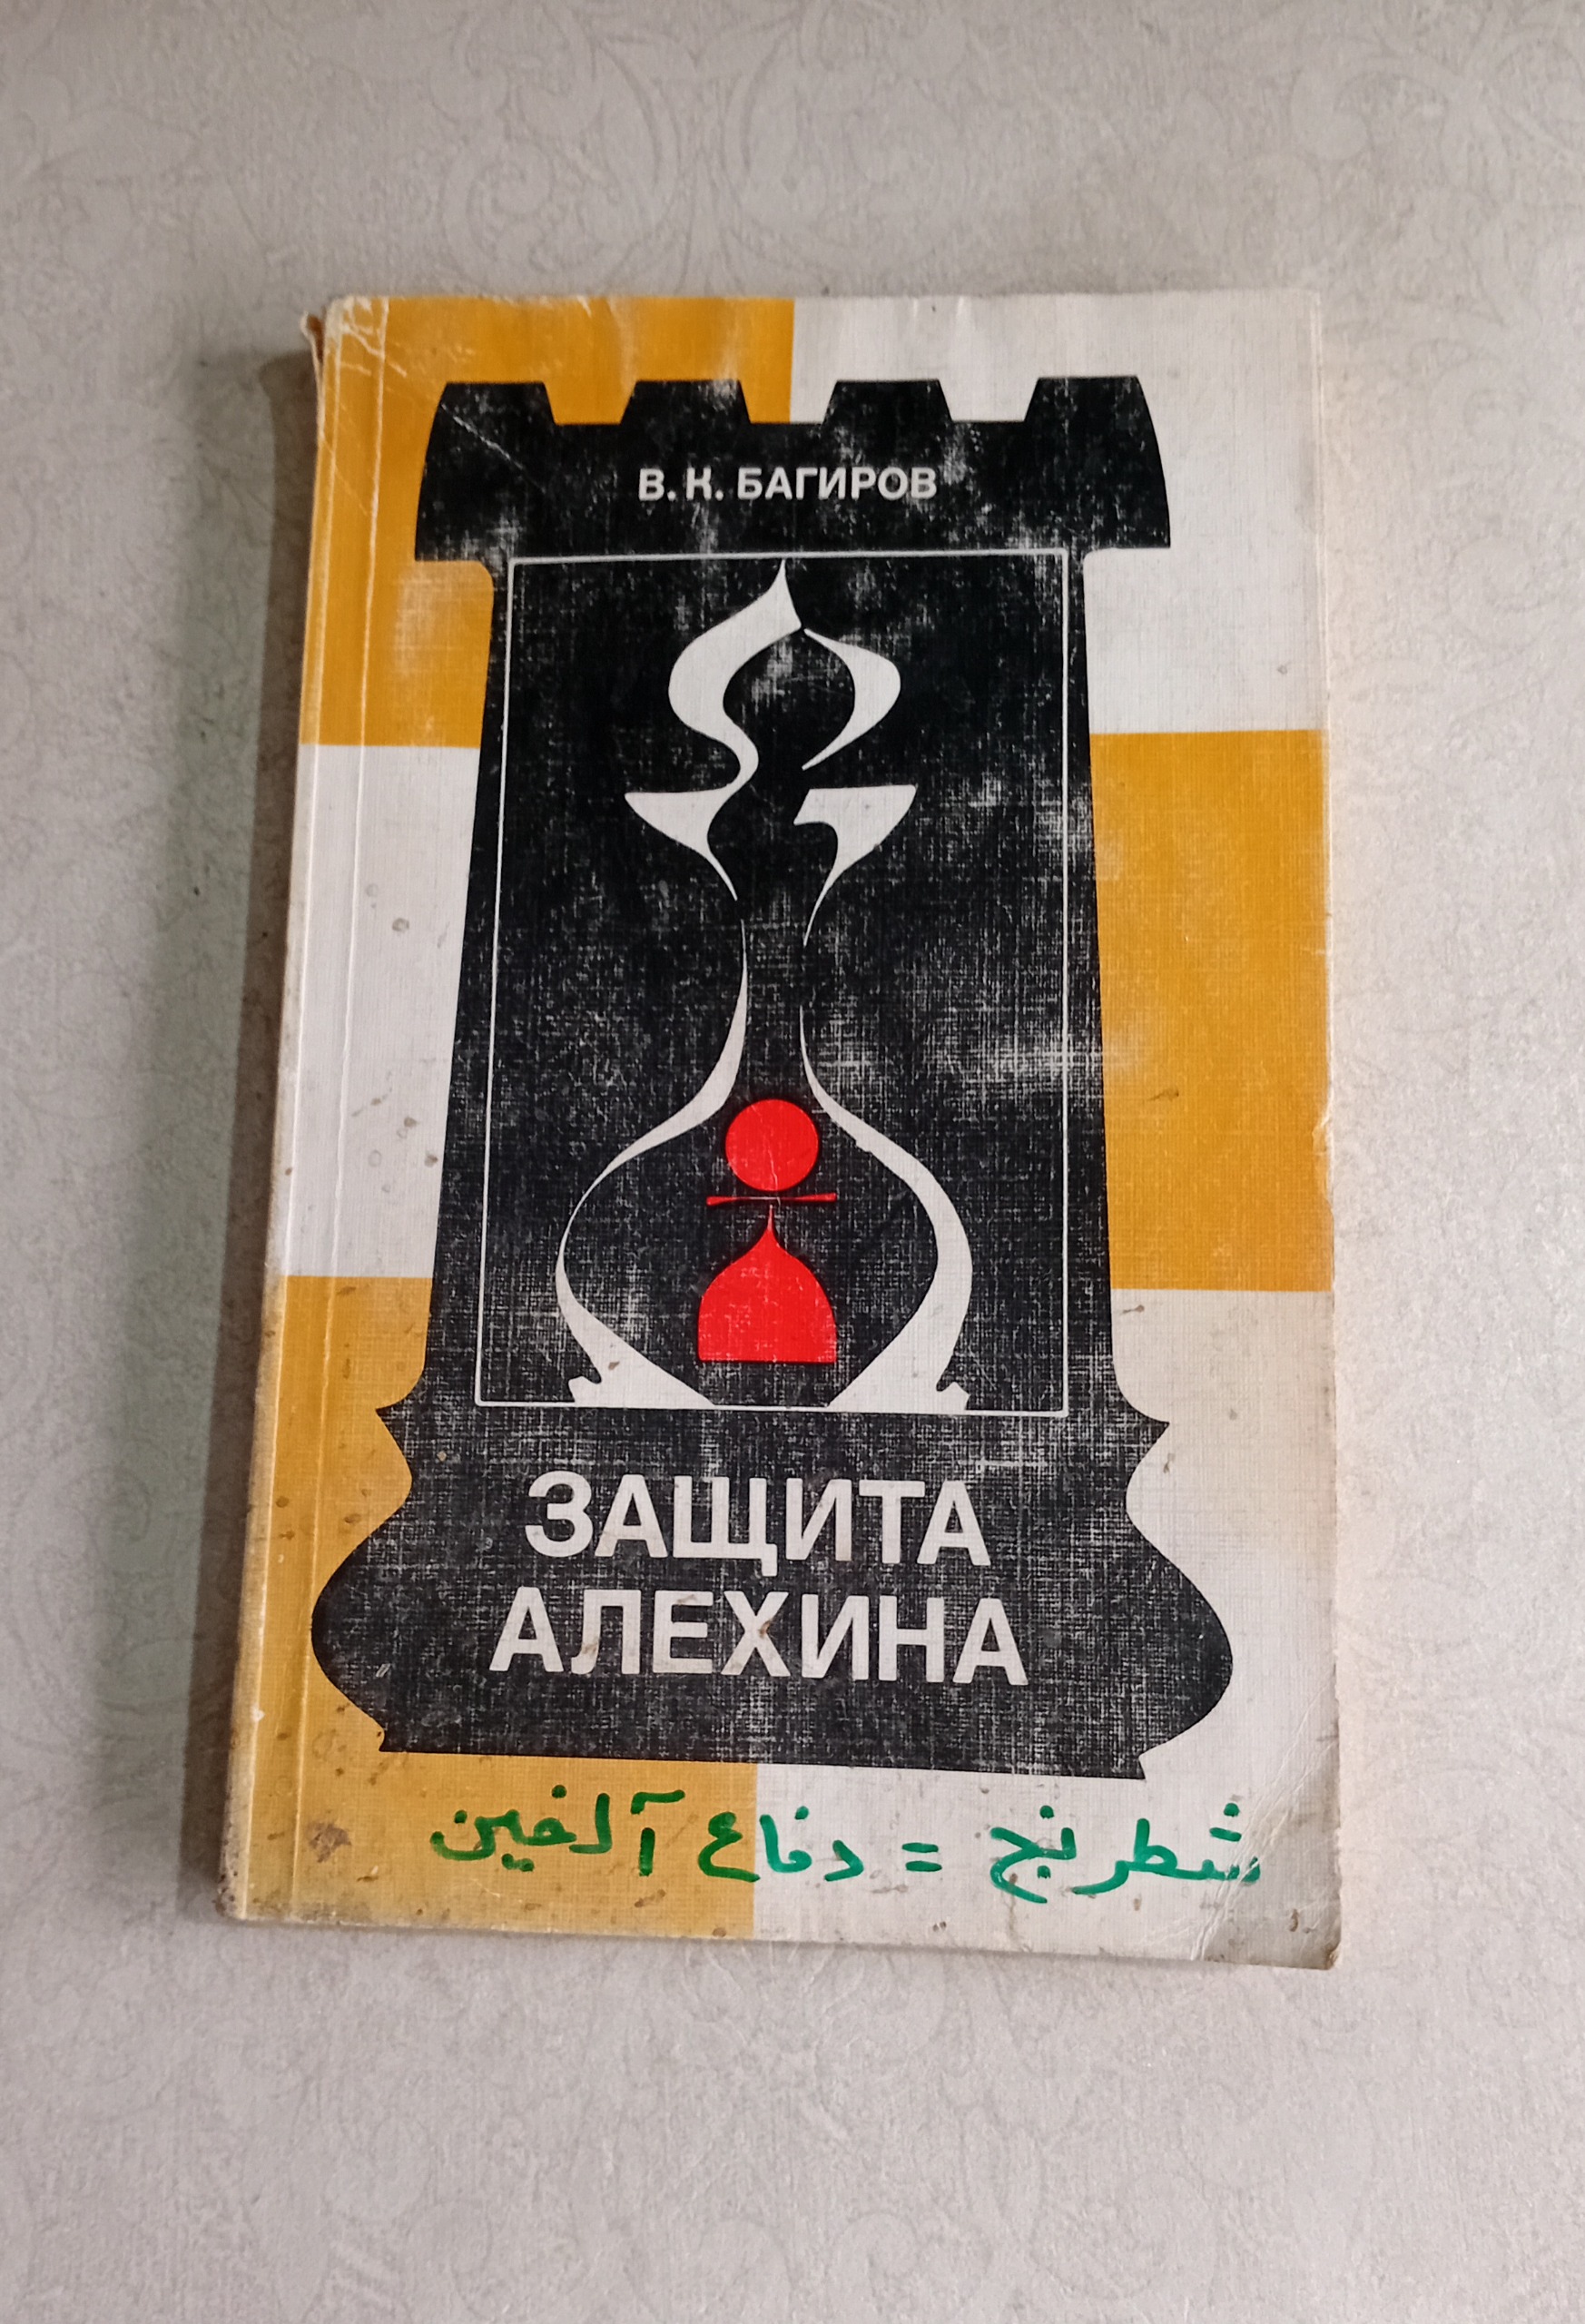 В. К. БАГИРОВ
ЗАЩИТА
АЛЕХИНА
شطرنج = دفاع آلخین